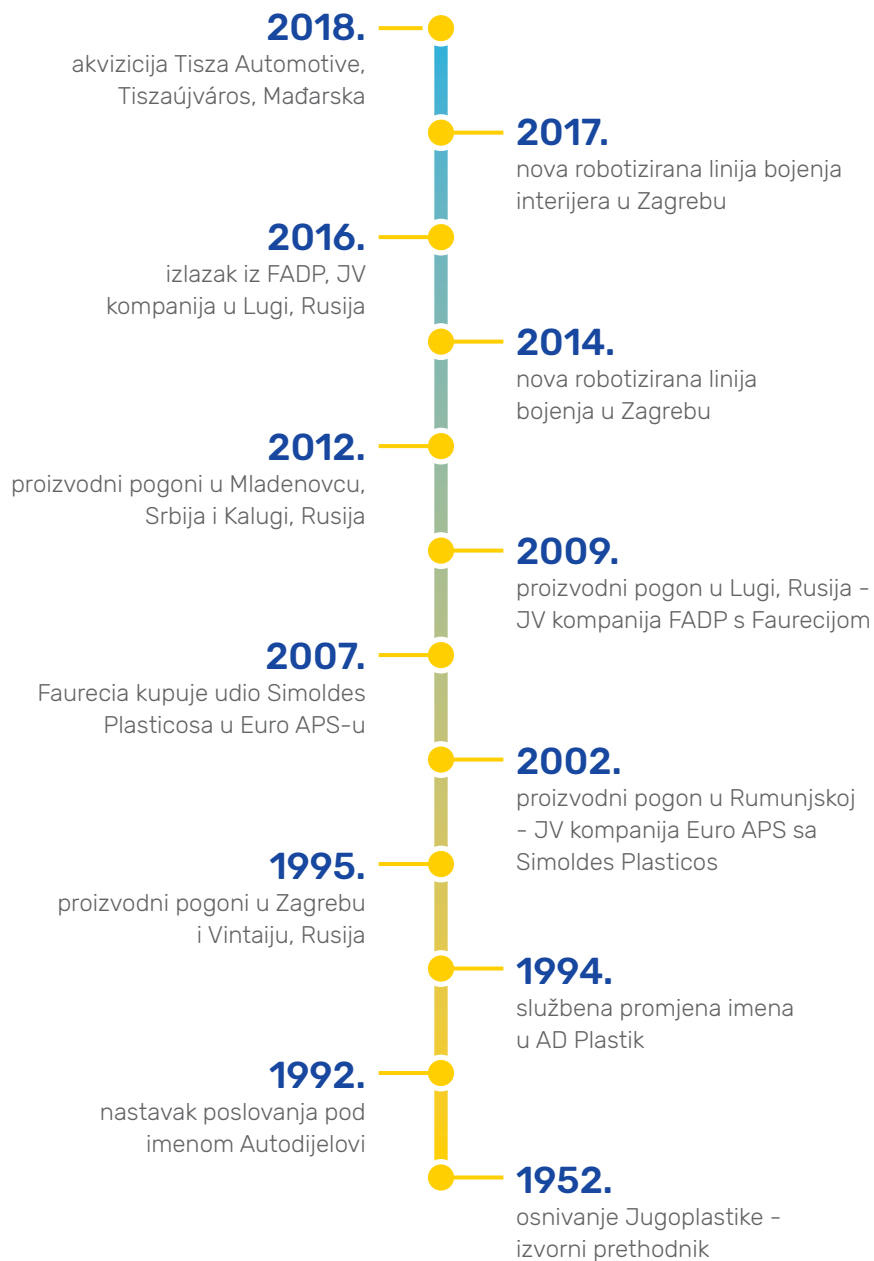 2018.
akvizicija Tisza Automotive,
Tiszaújváros, Mađarska
2017.
nova robotizirana linija bojenja
interijera u Zagrebu
2016.
izlazak iz FADP, JV
kompanija u Lugi, Rusija
2014.
nova robotizirana linija
bojenja u Zagrebu
2012.
proizvodni pogoni u Mladenovcu,
Srbija i Kalugi, Rusija
2009.
proizvodni pogon u Lugi, Rusija -
JV kompanija FADP s Faurecijom
2007.
Faurecia kupuje udio Simoldes
Plasticosa u Euro APS-u
2002.
proizvodni pogon u Rumunjskoj
- JV kompanija Euro APS sa
Simoldes Plasticos
1995.
proizvodni pogoni u Zagrebu
i Vintaiju, Rusija
1994.
službena promjena imena
u AD Plastik
1992.
nastavak poslovanja pod
imenom Autodijelovi
1952.
osnivanje Jugoplastike -
izvorni prethodnik